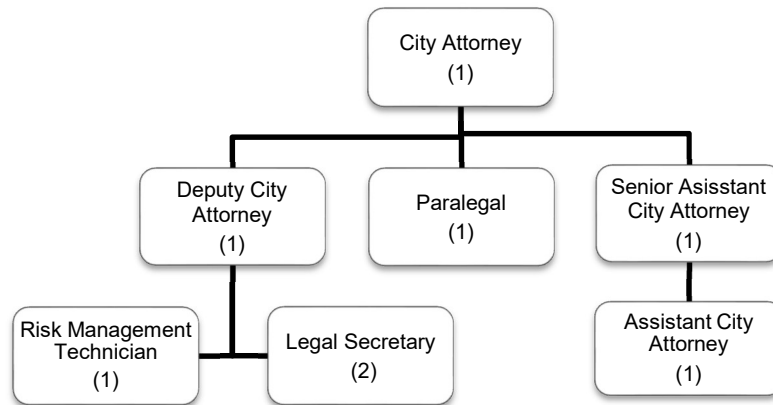 City Attorney
(1)
Deputy City
Attorney
(1)
Paralegal
(1)
Senior Asisstant
City Attorney
(1)
Risk Management
Technician
(1)
Legal Secretary
(2)
Assistant City
Attorney
(1)